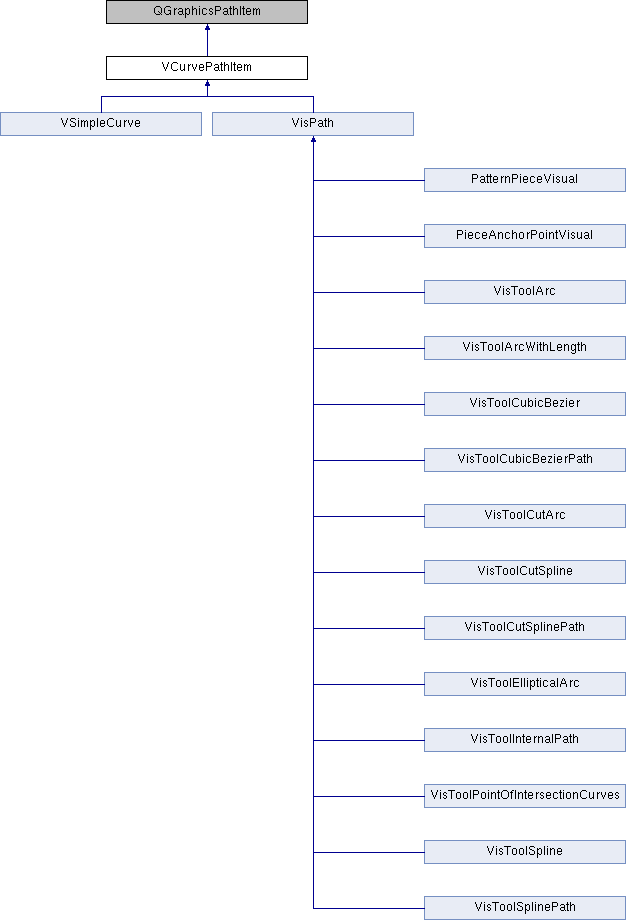 QGraphicsPathItem
VCurvePathItem
VSimpleCurve
VisPath
PatternPieceVisual
PieceAnchorPointVisual
VisToolArc
VisToolArcWithLength
VisToolCubicBezier
VisToolCubicBezierPath
VisToolCutArc
VisToolCutSpline
VisToolCutSplinePath
VisToolEllipticalArc
VisToolInternalPath
VisToolPointOfIntersectionCurves
VisToolSpline
VisToolSplinePath